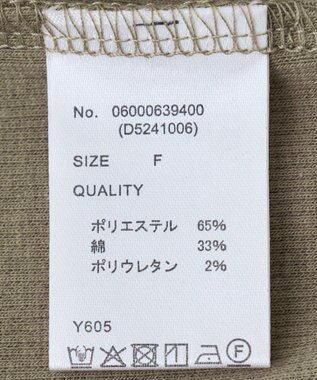 No. 06000639400
(D5241006)
SIZE F
QUALITY
ポリエステル 65%
綿 33%
ポリウレタン 2%
Y605
F